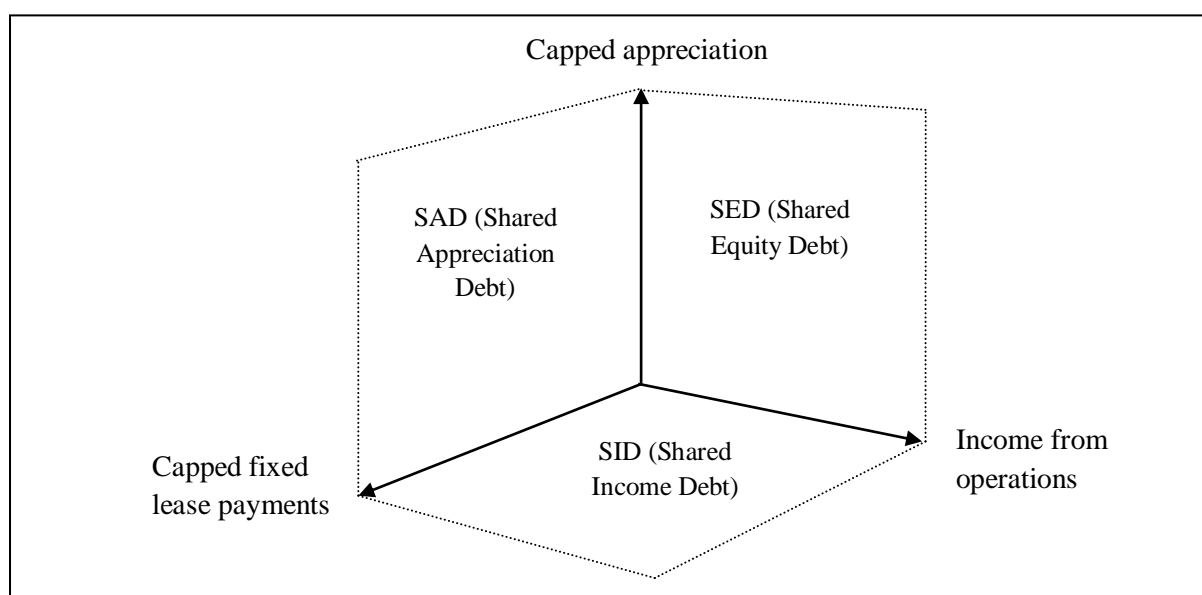 Capped appreciation
SAD (Shared
Appreciation
Debt)
SED (Shared
Equity Debt)
Capped fixed
lease payments
SID (Shared
Income Debt)
Income from
operations